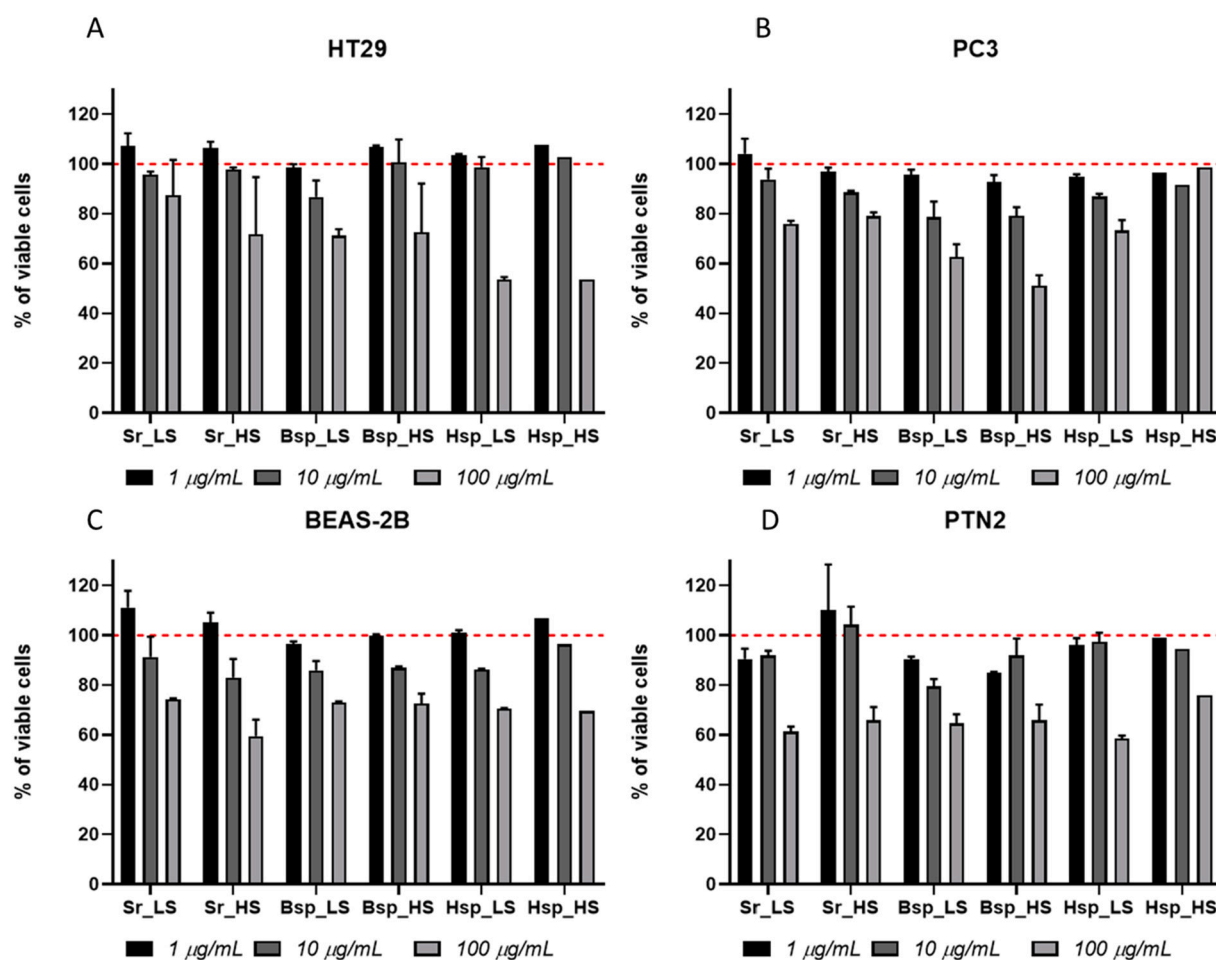 A
HT29
% of viable cells
120
100
80
60
40
20
0
Sr_LS Sr_HS Bsp_LS Bsp_HS Hsp_LS Hsp_HS
1 μg/mL 10 μg/mL 100 μg/mL
B
PC3
% of viable cells
120
100
80
60
40
20
0
Sr_LS Sr_HS Bsp_LS Bsp_HS Hsp_LS Hsp_HS
1 μg/mL 10 μg/mL 100 μg/mL
C
BEAS-2B
% of viable cells
120
100
80
60
40
20
0
Sr_LS Sr_HS Bsp_LS Bsp_HS Hsp_LS Hsp_HS
1 μg/mL 10 μg/mL 100 μg/mL
D
PTN2
% of viable cells
120
100
80
60
40
20
0
Sr_LS Sr_HS Bsp_LS Bsp_HS Hsp_LS Hsp_HS
1 μg/mL 10 μg/mL 100 μg/mL